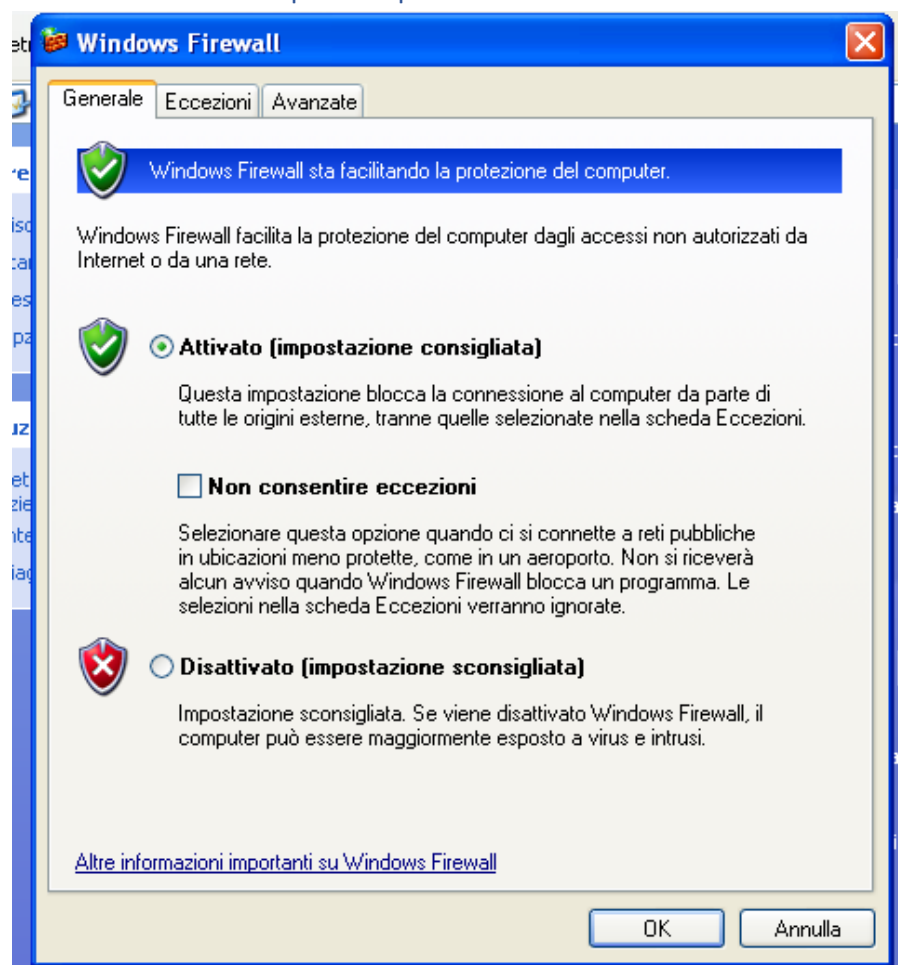 Windows Firewall
Generale
Eccezioni
Avanzate
Windows Firewall sta facilitando la protezione del computer.
Windows Firewall facilita la protezione del computer dagli accessi non autorizzati da
Internet o da una rete.
Attivato (impostazione consigliata)
Questa impostazione blocca la connessione al computer da parte di
tutte le origini esterne, tranne quelle selezionate nella scheda Eccezioni.
Non consentire eccezioni
Selezionare questa opzione quando ci si connette a reti pubbliche
in ubicazioni meno protette, come in un aeroporto. Non si riceverà
alcun avviso quando Windows Firewall blocca un programma. Le
selezioni nella scheda Eccezioni verranno ignorate.
Disattivato (impostazione sconsigliata)
Impostazione sconsigliata. Se viene disattivato Windows Firewall, il
computer può essere maggiormente esposto a virus e intrusi.
Altre informazioni importanti su Windows Firewall
OK
Annulla